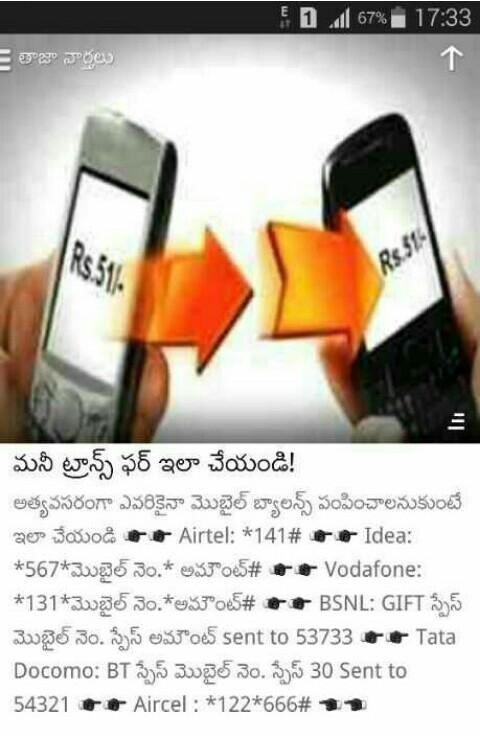 E 1 67% 17:33
తాజా వార్తలు
Rs.51/-
Rs.51/-
మనీ ట్రాన్స్ ఫర్ ఇలా చేయండి!
అత్యవసరంగా ఎవరికైనా మొబైల్ బ్యాలన్స్ పంపించాలనుకుంటే
ఇలా చేయండి Airtel: *141# Idea:
*567*మొబైల్ నెం.* అమౌంట్# Vodafone:
*131*మొబైల్ నెం.*అమౌంట్# BSNL: GIFT స్పేస్
మొబైల్ నెం. స్పేస్ అమౌంట్ sent to 53733 Tata
Docomo: BT స్పేస్ మొబైల్ నెం. స్పేస్ 30 Sent to
54321 Aircel : *122*666#